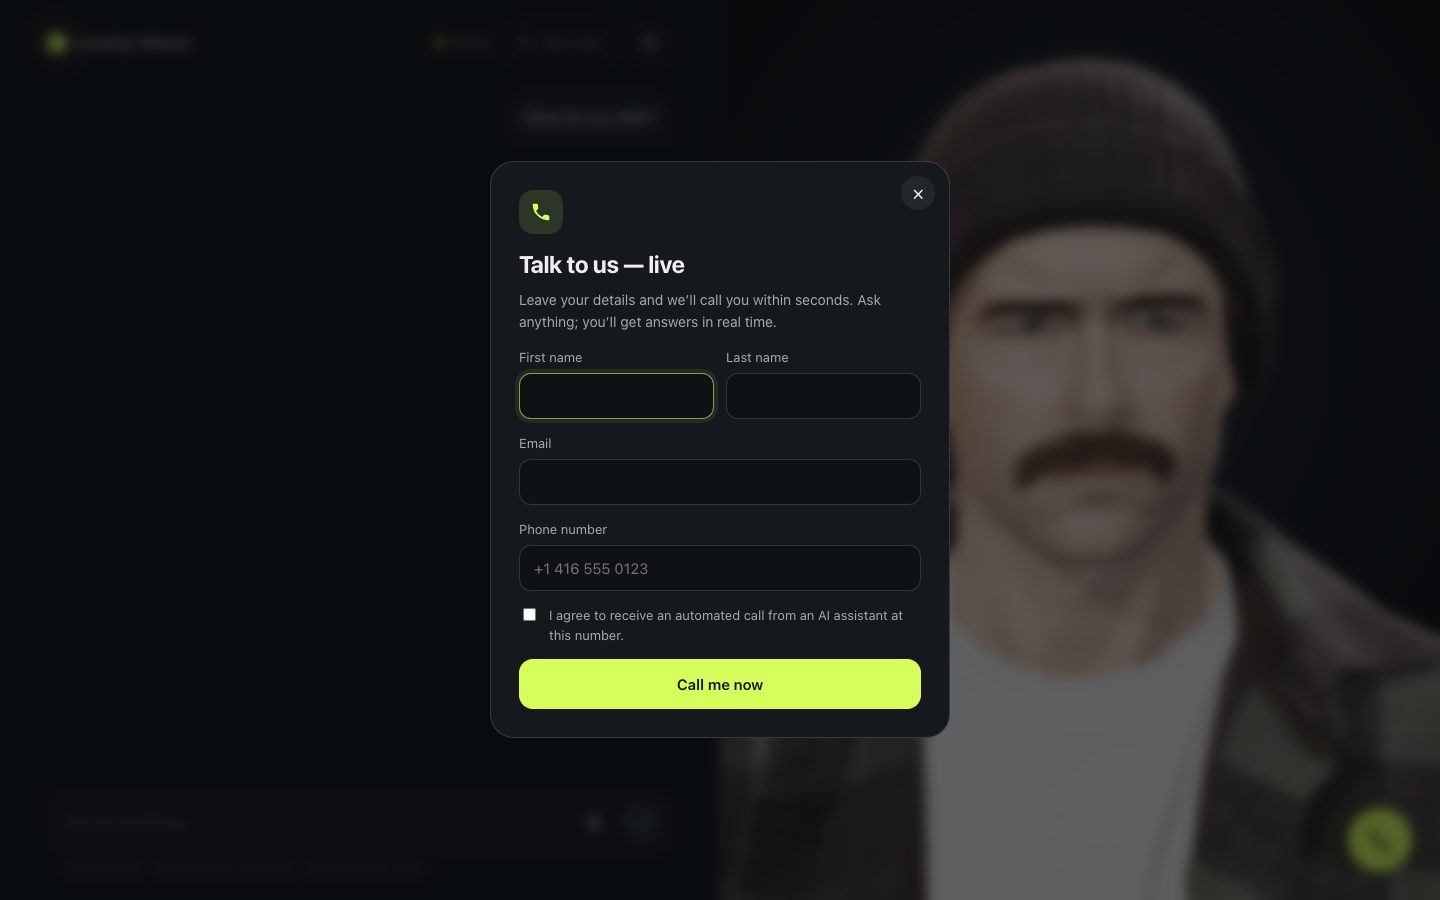 Talk to us — live
Leave your details and we’ll call you within seconds. Ask
anything; you’ll get answers in real time.
First name
Last name
Email
Phone number
+1 416 555 0123
I agree to receive an automated call from an AI assistant at
this number.
Call me now